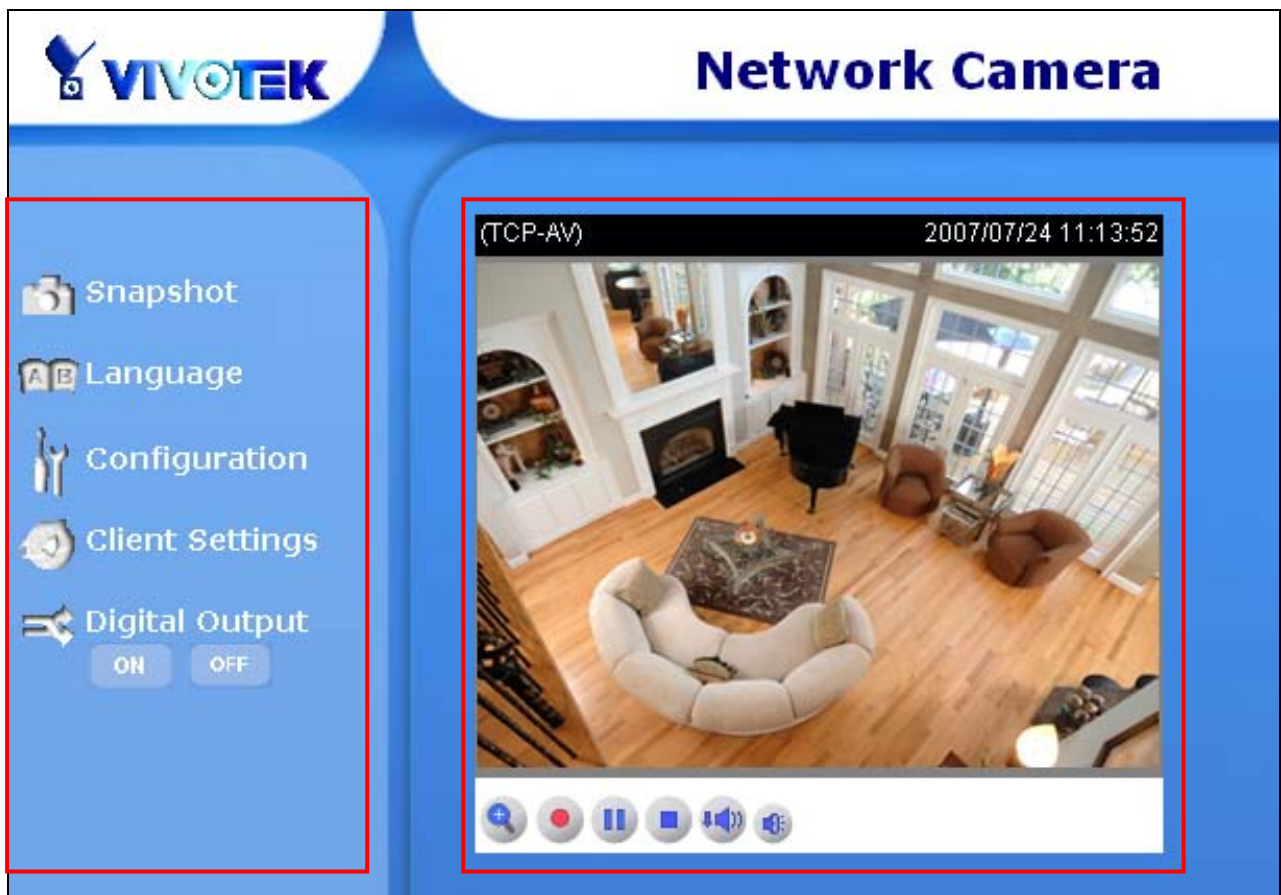 VIVOTEK
Network Camera
Snapshot
A B Language
Configuration
Client Settings
Digital Output
ON OFF
(TCP-AV) 2007/07/24 11:13:52